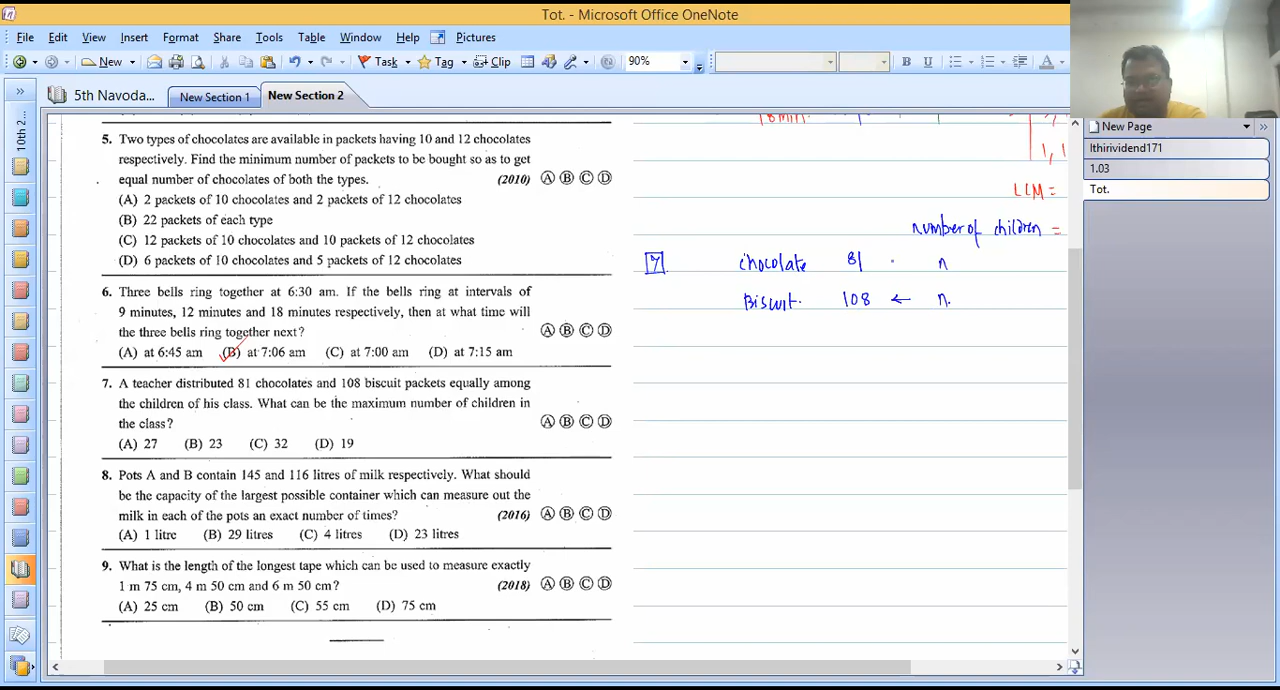 Tot. - Microsoft Office OneNote
File Edit View Insert Format Share Tools Table Window Help Pictures
New Task Tag Clip 90% B U A
5th Navoda... New Section 1 New Section 2
10th 2...
New Page
Ithirividend171
1.03
Tot.
5. Two types of chocolates are available in packets having 10 and 12 chocolates
respectively. Find the minimum number of packets to be bought so as to get
equal number of chocolates of both the types. (2010) A B C D
(A) 2 packets of 10 chocolates and 2 packets of 12 chocolates
(B) 22 packets of each type
(C) 12 packets of 10 chocolates and 10 packets of 12 chocolates
(D) 6 packets of 10 chocolates and 5 packets of 12 chocolates
6. Three bells ring together at 6:30 am. If the bells ring at intervals of
9 minutes, 12 minutes and 18 minutes respectively, then at what time will
the three bells ring together next? A B C D
(A) at 6:45 am (B) at 7:06 am (C) at 7:00 am (D) at 7:15 am
7. A teacher distributed 81 chocolates and 108 biscuit packets equally among
the children of his class. What can be the maximum number of children in
the class? A B C D
(A) 27 (B) 23 (C) 32 (D) 19
8. Pots A and B contain 145 and 116 litres of milk respectively. What should
be the capacity of the largest possible container which can measure out the
milk in each of the pots an exact number of times? (2016) A B C D
(A) 1 litre (B) 29 litres (C) 4 litres (D) 23 litres
9. What is the length of the longest tape which can be used to measure exactly
1 m 75 cm, 4 m 50 cm and 6 m 50 cm? (2018) A B C D
(A) 25 cm (B) 50 cm (C) 55 cm (D) 75 cm
1, 1
LCM =
number of children =
7 chocolate 81 n
Biscuit. 108 ← n.